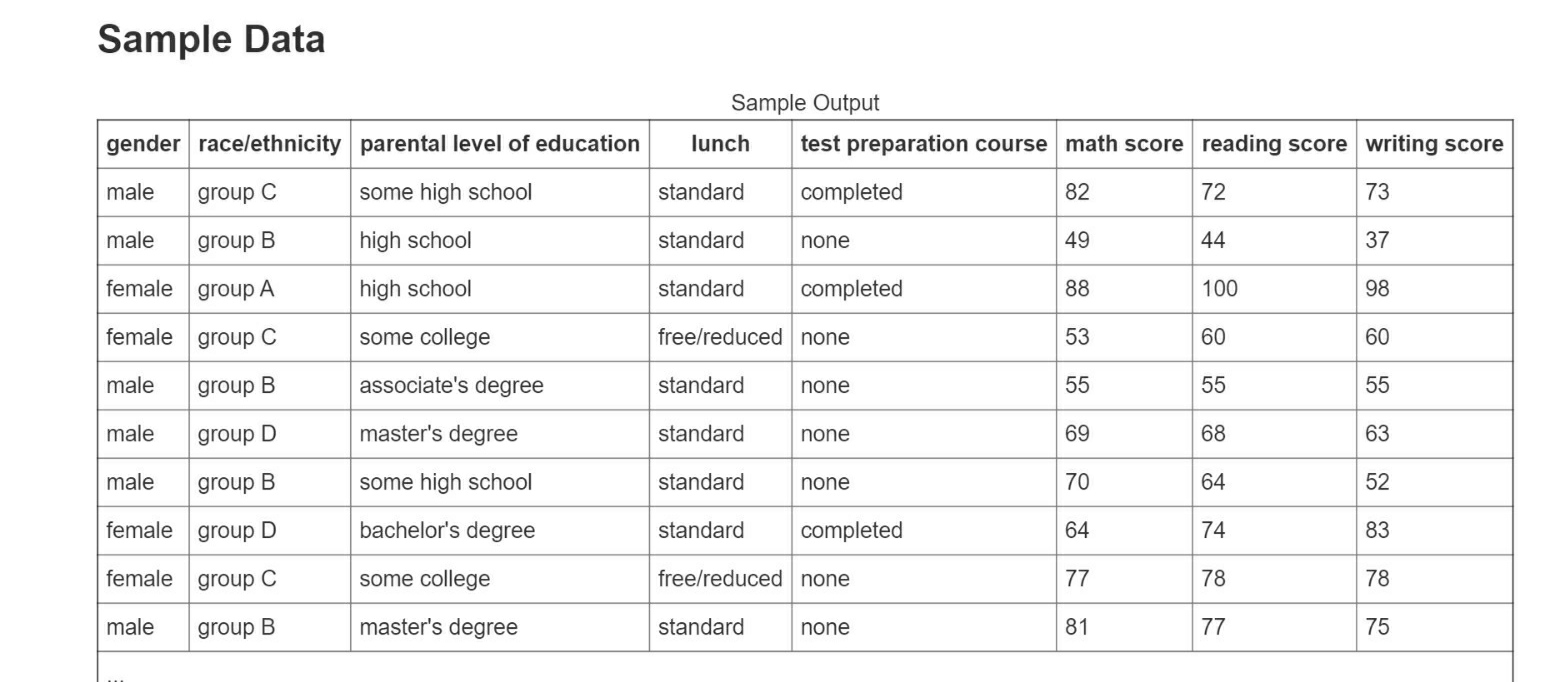 Sample Data
Sample Output
gender race/ethnicity parental level of education lunch test preparation course math score reading score writing score
male group C some high school standard completed 82 72 73
male group B high school standard none 49 44 37
female group A high school standard completed 88 100 98
female group C some college free/reduced none 53 60 60
male group B associate's degree standard none 55 55 55
male group D master's degree standard none 69 68 63
male group B some high school standard none 70 64 52
female group D bachelor's degree standard completed 64 74 83
female group C some college free/reduced none 77 78 78
male group B master's degree standard none 81 77 75
...